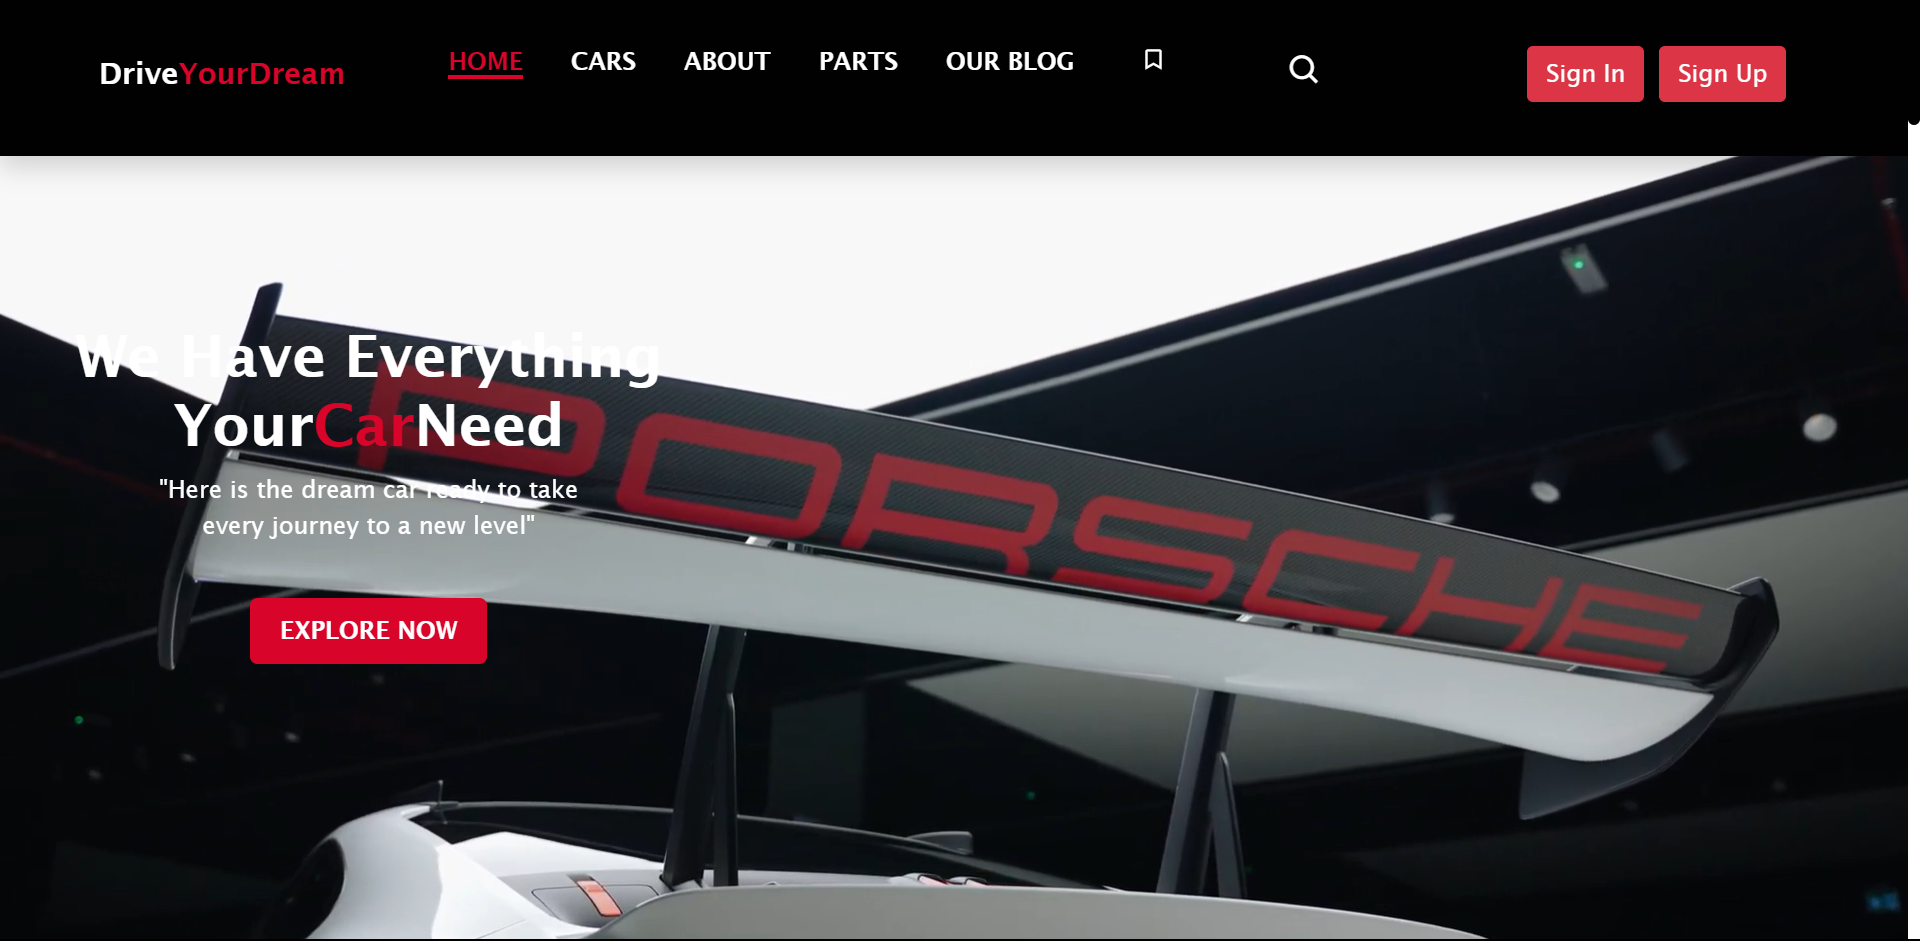 DriveYourDream
HOME CARS ABOUT PARTS OUR BLOG
Sign In Sign Up
We Have Everything
YourCarNeed
"Here is the dream car ready to take
every journey to a new level"
EXPLORE NOW
PORSCHE